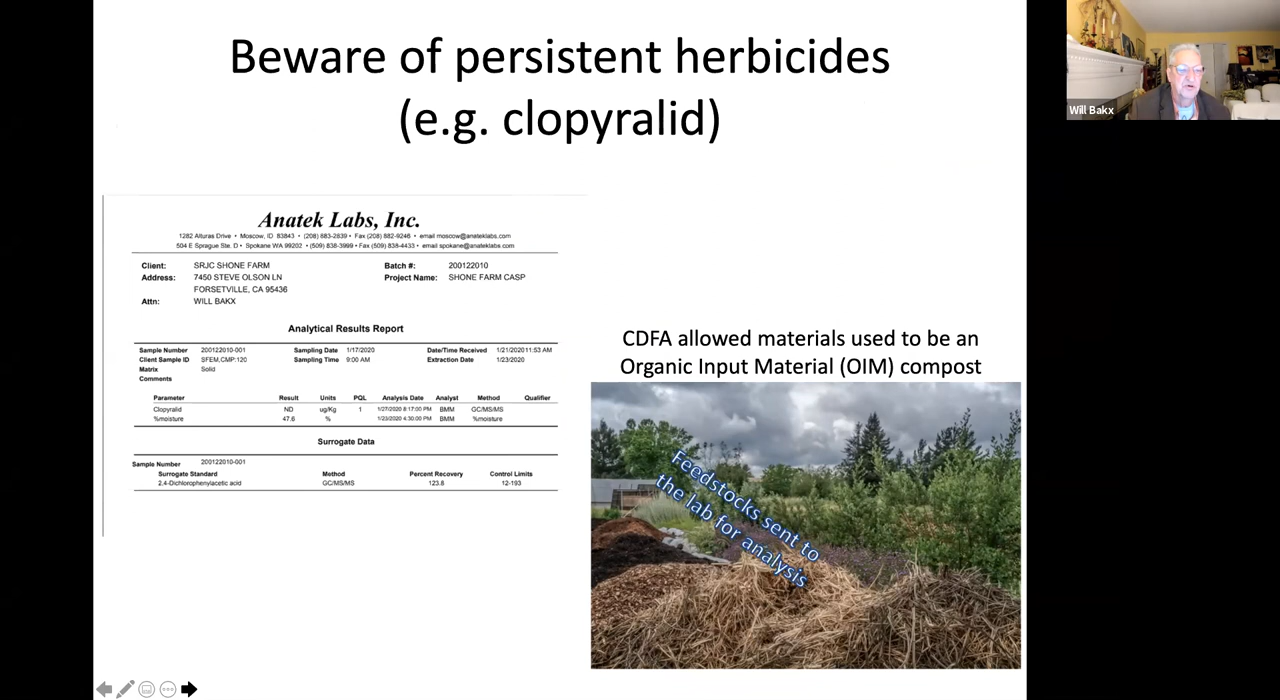 Beware of persistent herbicides
(e.g. clopyralid)
Will Bakx
Anatek Labs, Inc.
1282 Alturas Drive • Moscow, ID 83843 • (208) 883-2839 • Fax (208) 882-9246 • email moscow@anateklabs.com
504 E Sprague Ste. D • Spokane WA 99202 • (509) 838-3999 • Fax (509) 838-4433 • email spokane@anateklabs.com
Client: SRJC SHONE FARM Batch #: 200122010
Address: 7450 STEVE OLSON LN Project Name: SHONE FARM CASP
FORSETVILLE, CA 95436
Attn: WILL BAKX
Analytical Results Report
Sample Number 200122010-001 Sampling Date 1/17/2020 Date/Time Received 1/21/2020 11:53 AM
Client Sample ID SFEM,CMP:120 Sampling Time 9:00 AM Extraction Date 1/23/2020
Matrix Solid
Comments
Parameter Result Units PQL Analysis Date Analyst Method Qualifier
Clopyralid ND ug/Kg 1 1/27/2020 8:17:00 PM BMM GC/MS/MS
%moisture 47.6 % 1/23/2020 4:30:00 PM BMM %moisture
Surrogate Data
Sample Number 200122010-001
Surrogate Standard Method Percent Recovery Control Limits
2,4-Dichlorophenylacetic acid GC/MS/MS 123.8 12-193
CDFA allowed materials used to be an
Organic Input Material (OIM) compost
Feedstocks sent to
the lab for analysis